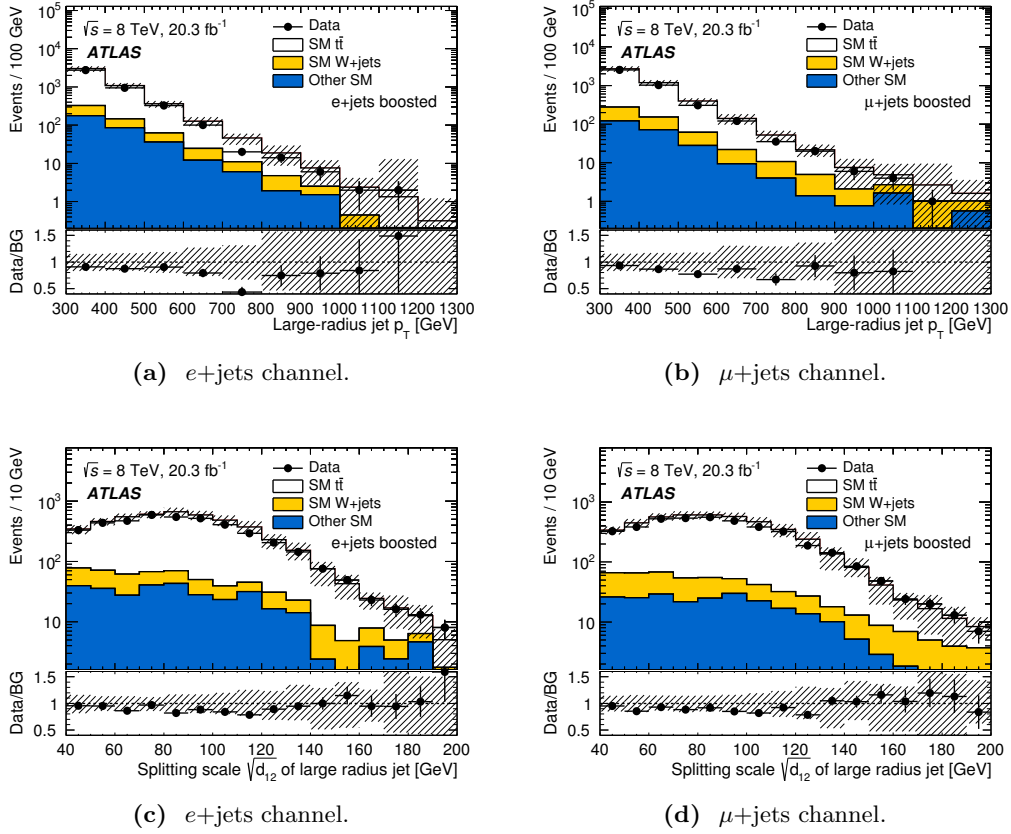 Events / 100 GeV
10⁵
10⁴
10³
10²
10
1
√s = 8 TeV, 20.3 fb⁻¹
ATLAS
Data
SM tt̄
SM W+jets
Other SM
e+jets boosted
Data/BG
1.5
1
0.5
300 400 500 600 700 800 900 1000 1100 1200 1300
Large-radius jet p_T [GeV]
(a) e+jets channel.
Events / 100 GeV
10⁵
10⁴
10³
10²
10
1
√s = 8 TeV, 20.3 fb⁻¹
ATLAS
Data
SM tt̄
SM W+jets
Other SM
μ+jets boosted
Data/BG
1.5
1
0.5
300 400 500 600 700 800 900 1000 1100 1200 1300
Large-radius jet p_T [GeV]
(b) μ+jets channel.
Events / 10 GeV
10³
10²
10
√s = 8 TeV, 20.3 fb⁻¹
ATLAS
Data
SM tt̄
SM W+jets
Other SM
e+jets boosted
Data/BG
1.5
1
0.5
40 60 80 100 120 140 160 180 200
Splitting scale √d₁₂ of large radius jet [GeV]
(c) e+jets channel.
Events / 10 GeV
10³
10²
10
√s = 8 TeV, 20.3 fb⁻¹
ATLAS
Data
SM tt̄
SM W+jets
Other SM
μ+jets boosted
Data/BG
1.5
1
0.5
40 60 80 100 120 140 160 180 200
Splitting scale √d₁₂ of large radius jet [GeV]
(d) μ+jets channel.